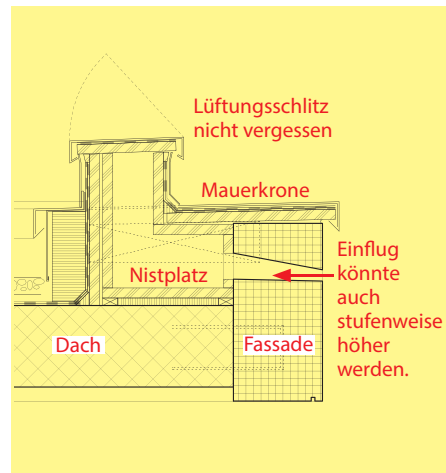 Lüftungsschlitz
nicht vergessen
Mauerkrone
Nistplatz
Einflug
könnte
auch
stufenweise
höher
werden.
Dach
Fassade